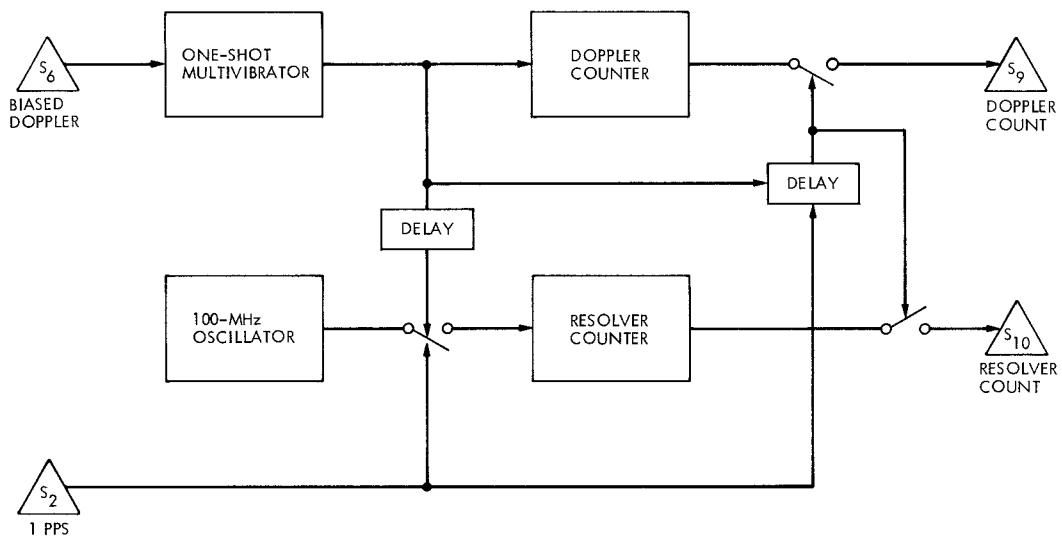 S6
BIASED
DOPPLER
ONE-SHOT
MULTIVIBRATOR
DOPPLER
COUNTER
S9
DOPPLER
COUNT
DELAY
DELAY
100-MHz
OSCILLATOR
RESOLVER
COUNTER
S10
RESOLVER
COUNT
S2
1 PPS